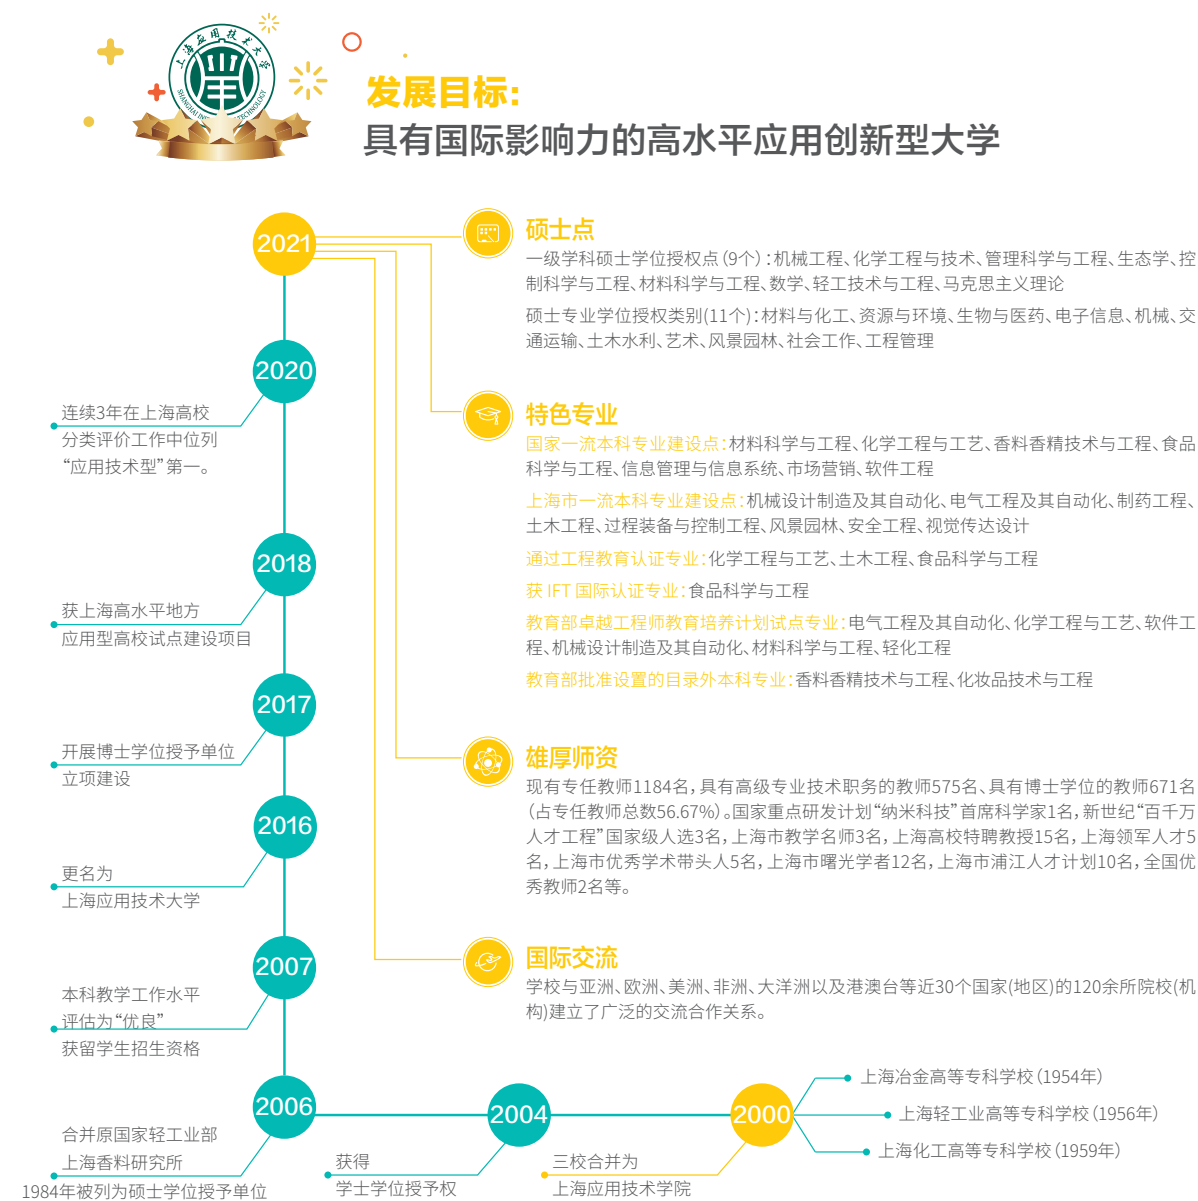 上海应用技术大学
发展目标:
具有国际影响力的高水平应用创新型大学
2021
硕士点
一级学科硕士学位授权点（9个）：机械工程、化学工程与技术、管理科学与工程、生态学、控
制科学与工程、材料科学与工程、数学、轻工技术与工程、马克思主义理论
硕士专业学位授权类别(11个)：材料与化工、资源与环境、生物与医药、电子信息、机械、交
通运输、土木水利、艺术、风景园林、社会工作、工程管理
特色专业
国家一流本科专业建设点：材料科学与工程、化学工程与工艺、香料香精技术与工程、食品
科学与工程、信息管理与信息系统、市场营销、软件工程
上海市一流本科专业建设点：机械设计制造及其自动化、电气工程及其自动化、制药工程、
土木工程、过程装备与控制工程、风景园林、安全工程、视觉传达设计
通过工程教育认证专业：化学工程与工艺、土木工程、食品科学与工程
获 IFT 国际认证专业：食品科学与工程
教育部卓越工程师教育培养计划试点专业：电气工程及其自动化、化学工程与工艺、软件工
程、机械设计制造及其自动化、材料科学与工程、轻化工程
教育部批准设置的目录外本科专业：香料香精技术与工程、化妆品技术与工程
雄厚师资
现有专任教师1184名，具有高级专业技术职务的教师575名、具有博士学位的教师671名
（占专任教师总数56.67%）。国家重点研发计划“纳米科技”首席科学家1名，新世纪“百千万
人才工程”国家级人选3名，上海市教学名师3名，上海高校特聘教授15名，上海领军人才5
名，上海市优秀学术带头人5名，上海市曙光学者12名，上海市浦江人才计划10名，全国优
秀教师2名等。
国际交流
学校与亚洲、欧洲、美洲、非洲、大洋洲以及港澳台等近30个国家(地区)的120余所院校(机
构)建立了广泛的交流合作关系。
2020
连续3年在上海高校
分类评价工作中位列
“应用技术型”第一。
2018
获上海高水平地方
应用型高校试点建设项目
2017
开展博士学位授予单位
立项建设
2016
更名为
上海应用技术大学
2007
本科教学工作水平
评估为“优良”
获留学生招生资格
2006
合并原国家轻工业部
上海香料研究所
1984年被列为硕士学位授予单位
2004
获得
学士学位授予权
2000
三校合并为
上海应用技术学院
上海冶金高等专科学校（1954年）
上海轻工业高等专科学校（1956年）
上海化工高等专科学校（1959年）